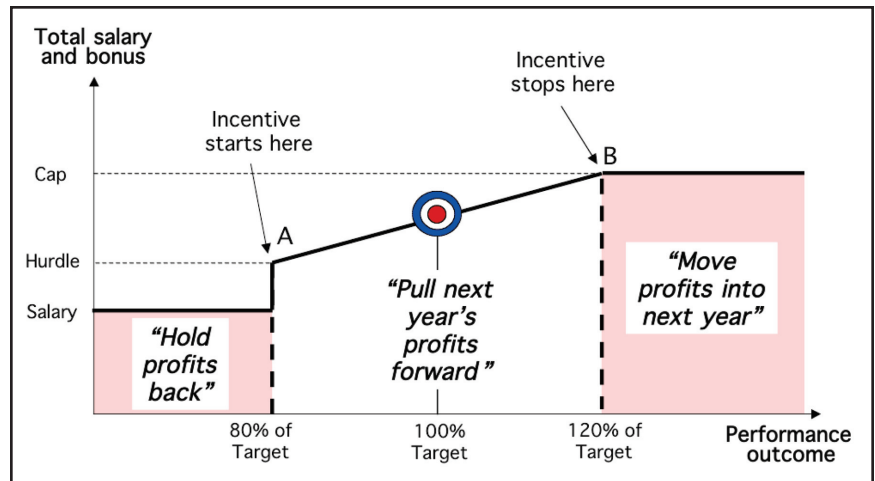 Total salary
and bonus
Incentive
stops here
Incentive
starts here
B
Cap
A
Hurdle
Salary
“Hold
profits
back”
“Pull next
year’s
profits
forward”
“Move
profits into
next year”
80% of
Target
100%
Target
120% of
Target
Performance
outcome